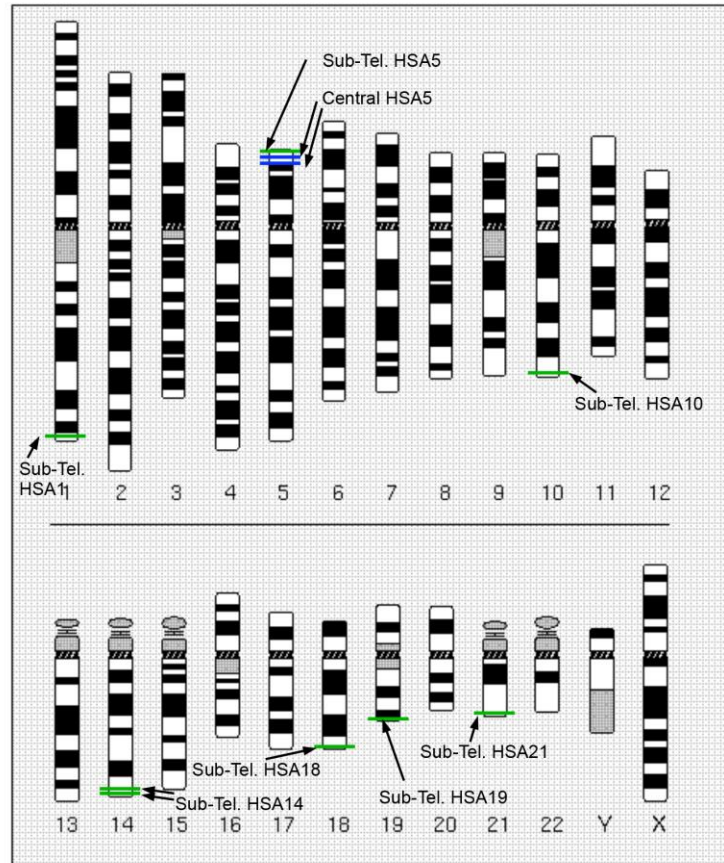 Sub-Tel. HSA5
Central HSA5
Sub-Tel. HSA10
Sub-Tel.
HSA1
1 2 3 4 5 6 7 8 9 10 11 12
Sub-Tel. HSA18
Sub-Tel. HSA21
Sub-Tel. HSA14
Sub-Tel. HSA19
13 14 15 16 17 18 19 20 21 22 Y X